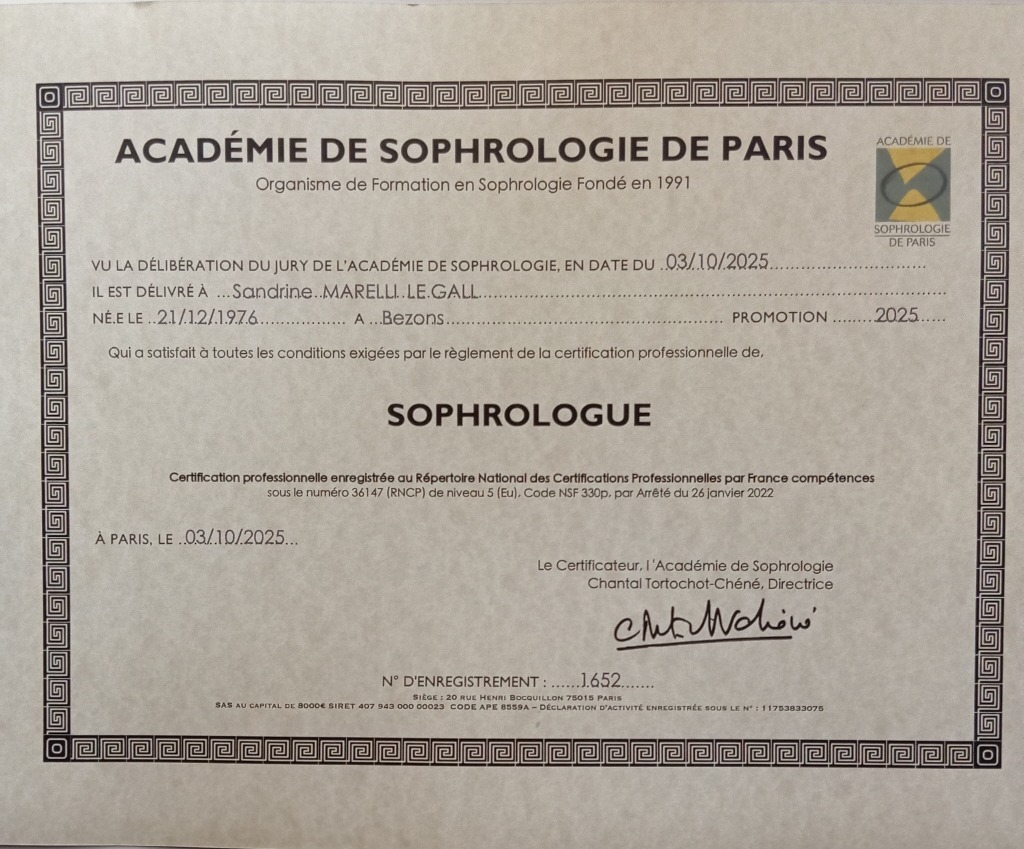 ACADÉMIE DE SOPHROLOGIE DE PARIS
Organisme de Formation en Sophrologie Fondé en 1991
ACADÉMIE DE
SOPHROLOGIE
DE PARIS
VU LA DÉLIBÉRATION DU JURY DE L'ACADÉMIE DE SOPHROLOGIE, EN DATE DU ..03/10/2025..............................
IL EST DÉLIVRÉ À ...Sandrine..MARELLI..LE.GALL..............................................................
NÉ.E LE ..21/12/1976................. A ...Bezons........................................................ PROMOTION ........2025......
Qui a satisfait à toutes les conditions exigées par le règlement de la certification professionnelle de,
SOPHROLOGUE
Certification professionnelle enregistrée au Répertoire National des Certifications Professionnelles par France compétences
sous le numéro 36147 (RNCP) de niveau 5 (Eu), Code NSF 330p, par Arrêté du 26 janvier 2022
À PARIS, LE ..03/10/2025...
Le Certificateur, l'Académie de Sophrologie
Chantal Tortochot-Chéné, Directrice
N° D'ENREGISTREMENT : ......1.652.......
SIÈGE : 20 RUE HENRI BOCQUILLON 75015 PARIS
SAS AU CAPITAL DE 8000€ SIRET 407 943 000 00023 CODE APE 8559A – DÉCLARATION D'ACTIVITÉ ENREGISTRÉE SOUS LE N° : 11753833075